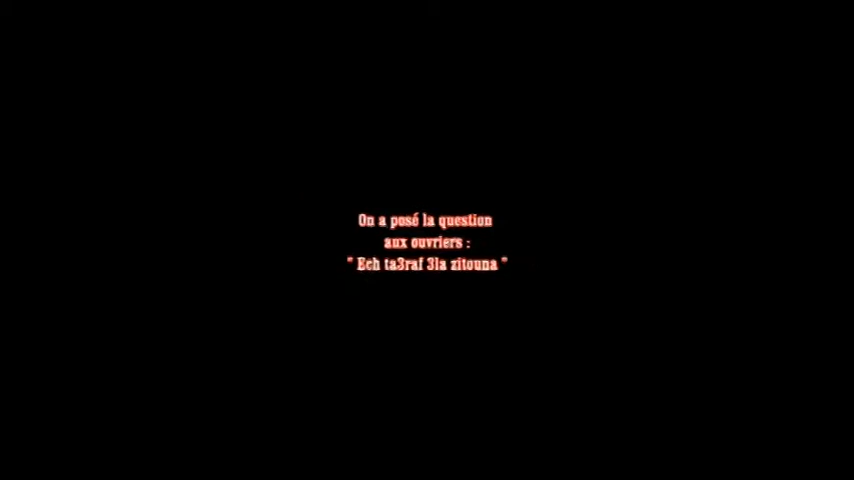 On a posé la question
aux ouvriers :
" Ech ta3raf 3la zitouna "